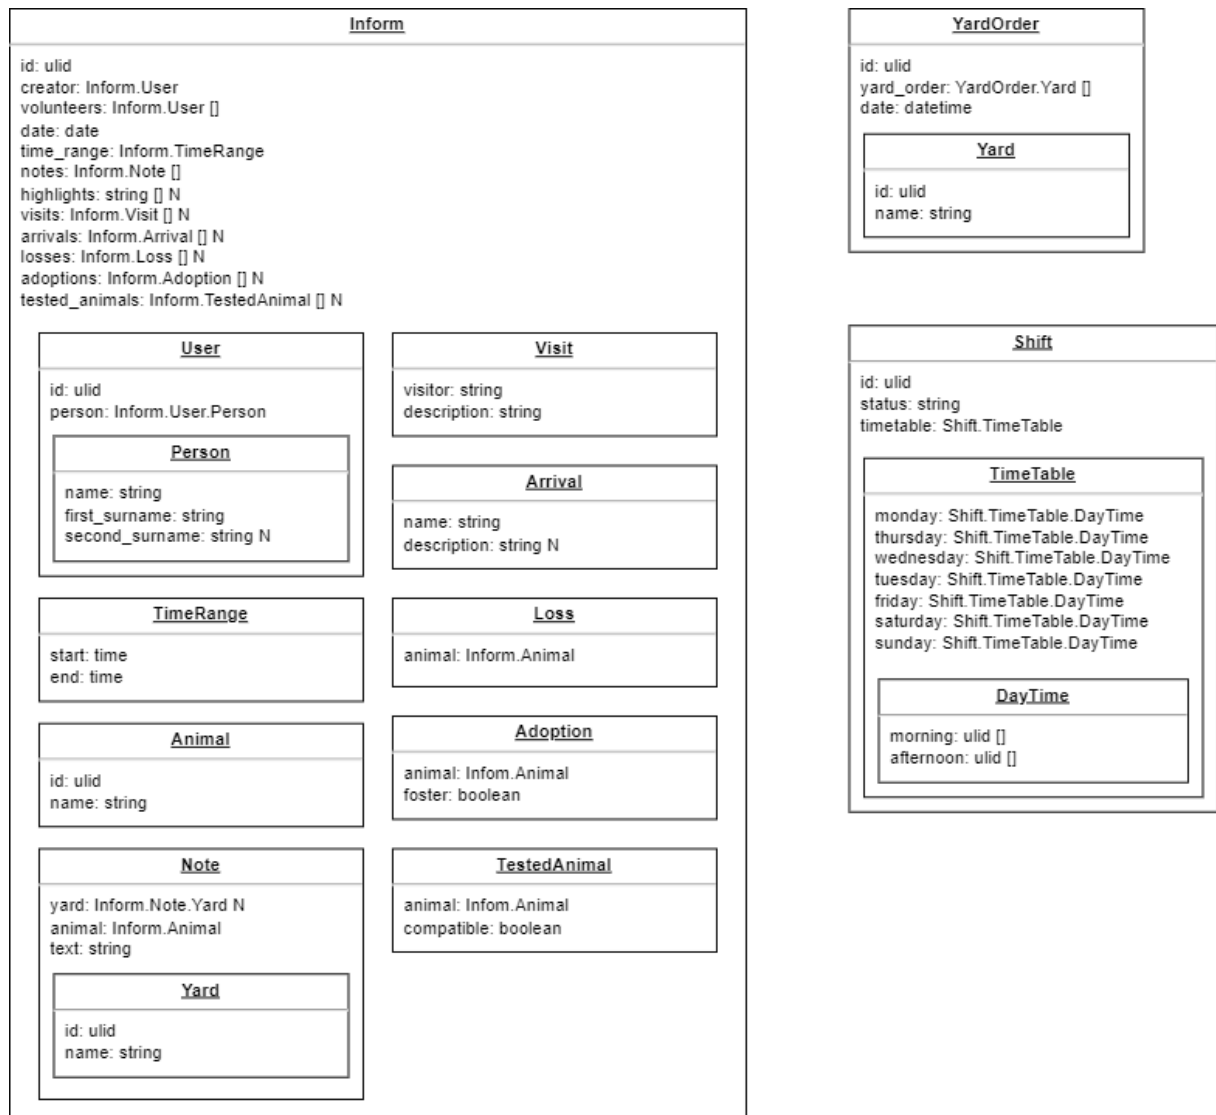 Inform
id: ulid
creator: Inform.User
volunteers: Inform.User []
date: date
time_range: Inform.TimeRange
notes: Inform.Note []
highlights: string [] N
visits: Inform.Visit [] N
arrivals: Inform.Arrival [] N
losses: Inform.Loss [] N
adoptions: Inform.Adoption [] N
tested_animals: Inform.TestedAnimal [] N
User
id: ulid
person: Inform.User.Person
Person
name: string
first_surname: string
second_surname: string N
TimeRange
start: time
end: time
Animal
id: ulid
name: string
Note
yard: Inform.Note.Yard N
animal: Inform.Animal
text: string
Yard
id: ulid
name: string
Visit
visitor: string
description: string
Arrival
name: string
description: string N
Loss
animal: Inform.Animal
Adoption
animal: Infom.Animal
foster: boolean
TestedAnimal
animal: Infom.Animal
compatible: boolean
YardOrder
id: ulid
yard_order: YardOrder.Yard []
date: datetime
Yard
id: ulid
name: string
Shift
id: ulid
status: string
timetable: Shift.TimeTable
TimeTable
monday: Shift.TimeTable.DayTime
thursday: Shift.TimeTable.DayTime
wednesday: Shift.TimeTable.DayTime
tuesday: Shift.TimeTable.DayTime
friday: Shift.TimeTable.DayTime
saturday: Shift.TimeTable.DayTime
sunday: Shift.TimeTable.DayTime
DayTime
morning: ulid []
afternoon: ulid []